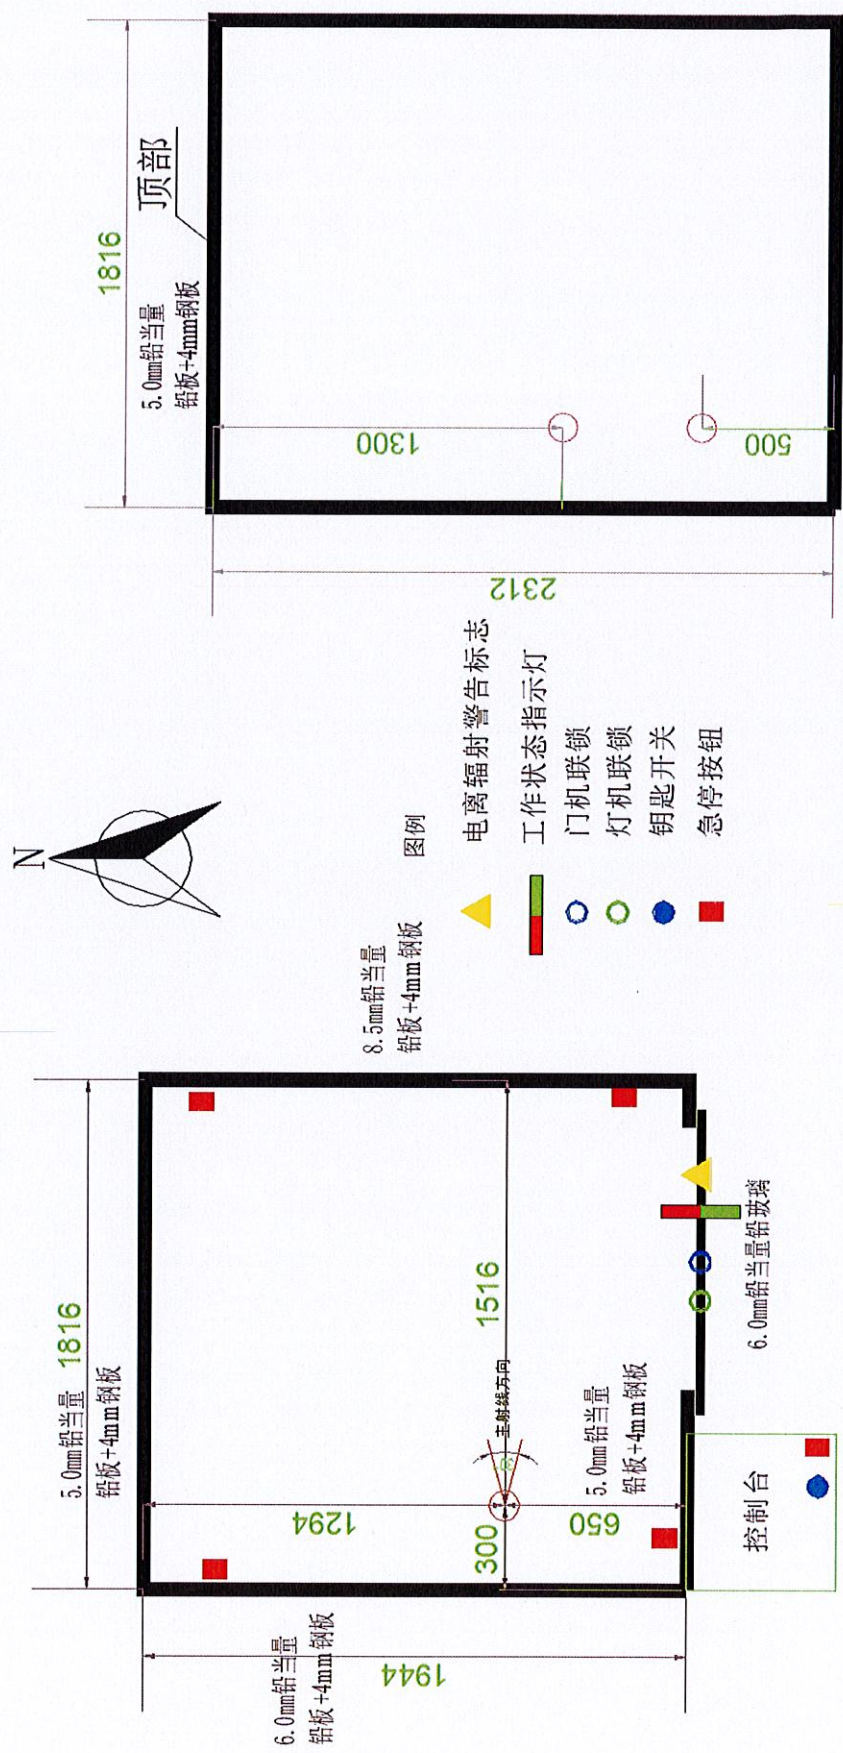 5.0mm铅当量
铅板+4mm钢板
1816
6.0mm铅当量
铅板+4mm钢板
1944
1294
300
1516
主射线方向
650
5.0mm铅当量
铅板+4mm钢板
8.5mm铅当量
铅板+4mm钢板
控制台
6.0mm铅当量铅玻璃
N
图例
电离辐射警告标志
工作状态指示灯
门机联锁
灯机联锁
钥匙开关
急停按钮
1816
5.0mm铅当量
铅板+4mm钢板
顶部
2312
1300
500